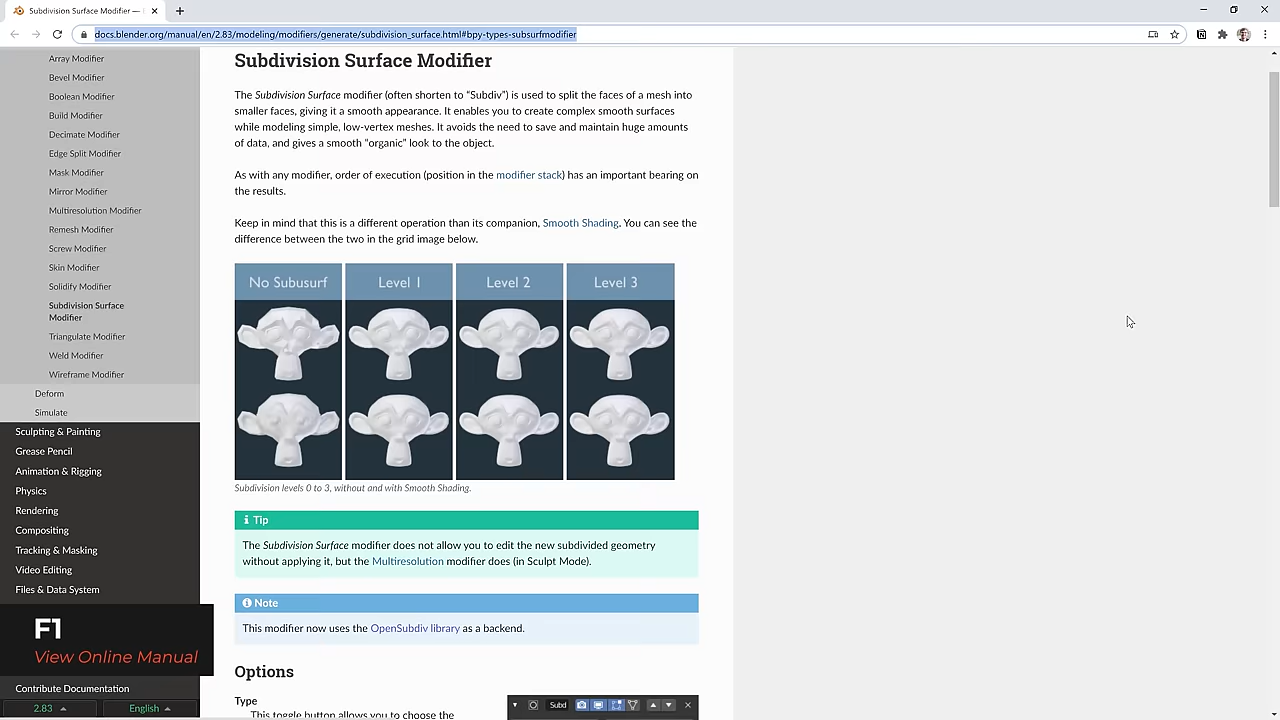 Subdivision Surface Modifier —
docs.blender.org/manual/en/2.83/modeling/modifiers/generate/subdivision_surface.html#bpy-types-subsurfmodifier
Array Modifier
Bevel Modifier
Boolean Modifier
Build Modifier
Decimate Modifier
Edge Split Modifier
Mask Modifier
Mirror Modifier
Multiresolution Modifier
Remesh Modifier
Screw Modifier
Skin Modifier
Solidify Modifier
Subdivision Surface
Modifier
Triangulate Modifier
Weld Modifier
Wireframe Modifier
Deform
Simulate
Sculpting & Painting
Grease Pencil
Animation & Rigging
Physics
Rendering
Compositing
Tracking & Masking
Video Editing
Files & Data System
F1
View Online Manual
Contribute Documentation
2.83
English
Subdivision Surface Modifier
The Subdivision Surface modifier (often shorten to “Subdiv”) is used to split the faces of a mesh into
smaller faces, giving it a smooth appearance. It enables you to create complex smooth surfaces
while modeling simple, low-vertex meshes. It avoids the need to save and maintain huge amounts
of data, and gives a smooth “organic” look to the object.
As with any modifier, order of execution (position in the modifier stack) has an important bearing on
the results.
Keep in mind that this is a different operation than its companion, Smooth Shading. You can see the
difference between the two in the grid image below.
No Subusurf
Level 1
Level 2
Level 3
Subdivision levels 0 to 3, without and with Smooth Shading.
Tip
The Subdivision Surface modifier does not allow you to edit the new subdivided geometry
without applying it, but the Multiresolution modifier does (in Sculpt Mode).
Note
This modifier now uses the OpenSubdiv library as a backend.
Options
Type
This toggle button allows you to choose the
Subd